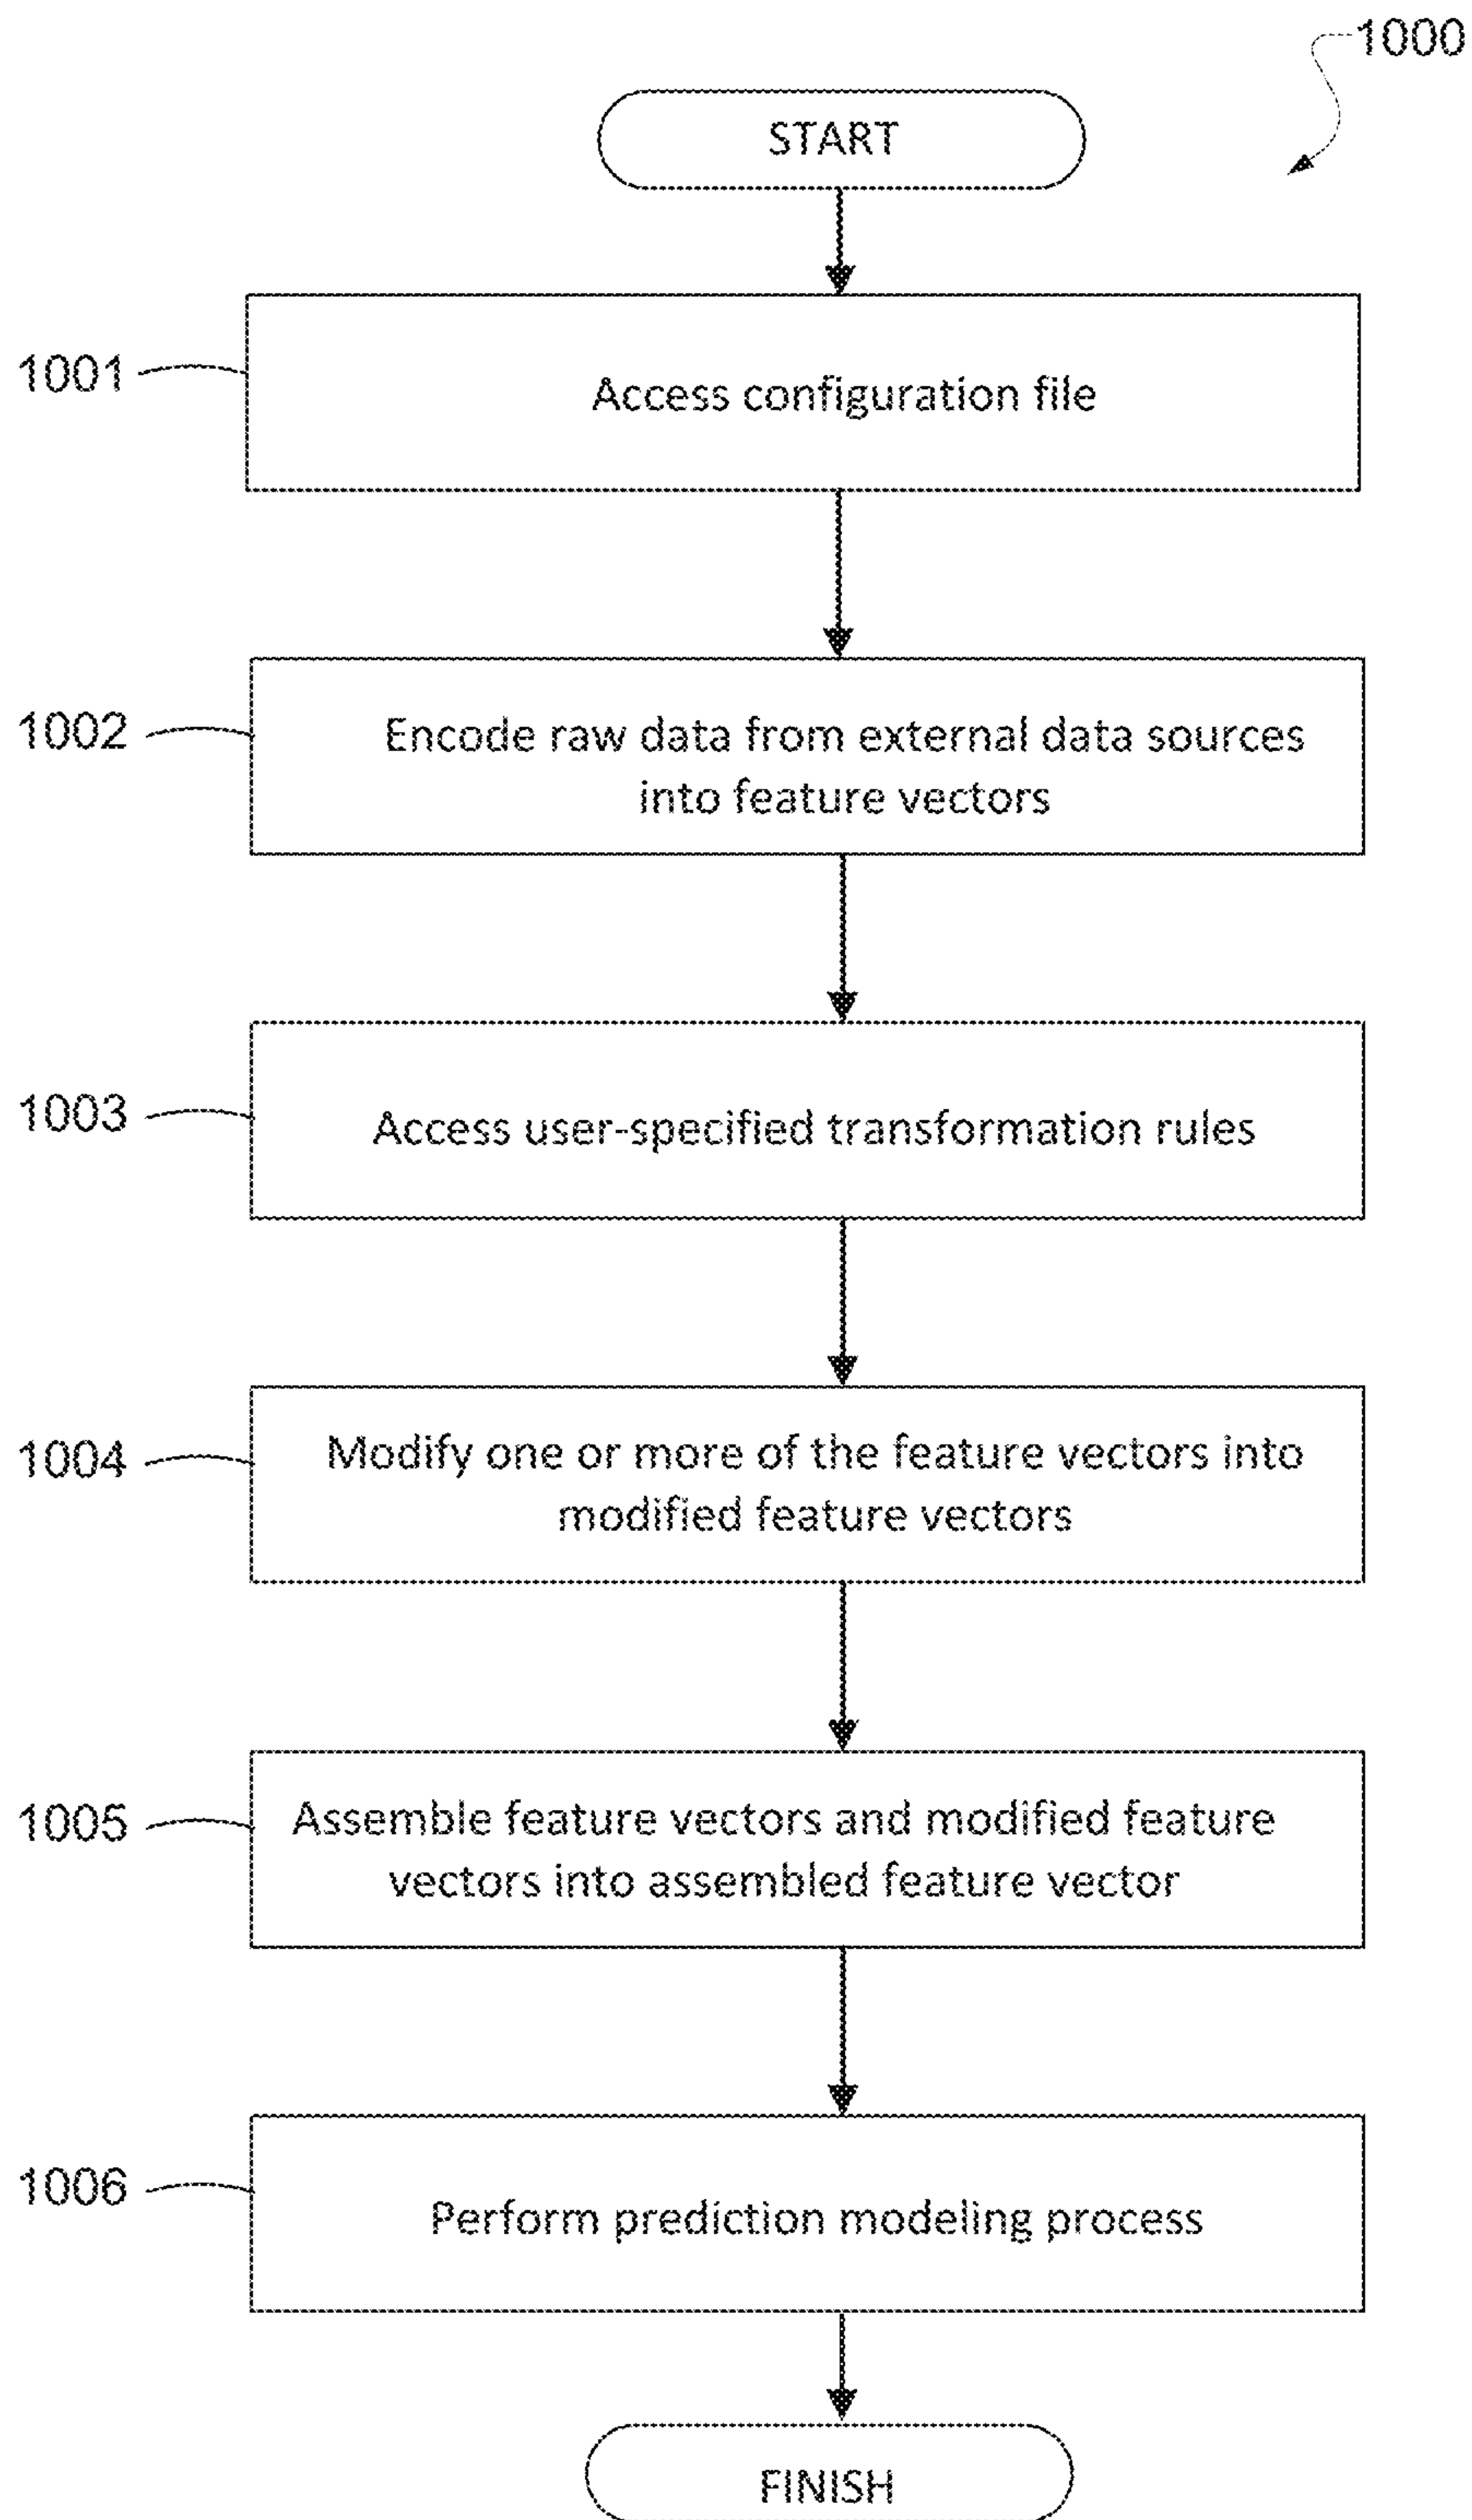 1000
START
1001
Access configuration file
1002
Encode raw data from external data sources
into feature vectors
1003
Access user-specified transformation rules
1004
Modify one or more of the feature vectors into
modified feature vectors
1005
Assemble feature vectors and modified feature
vectors into assembled feature vector
1006
Perform prediction modeling process
FINISH